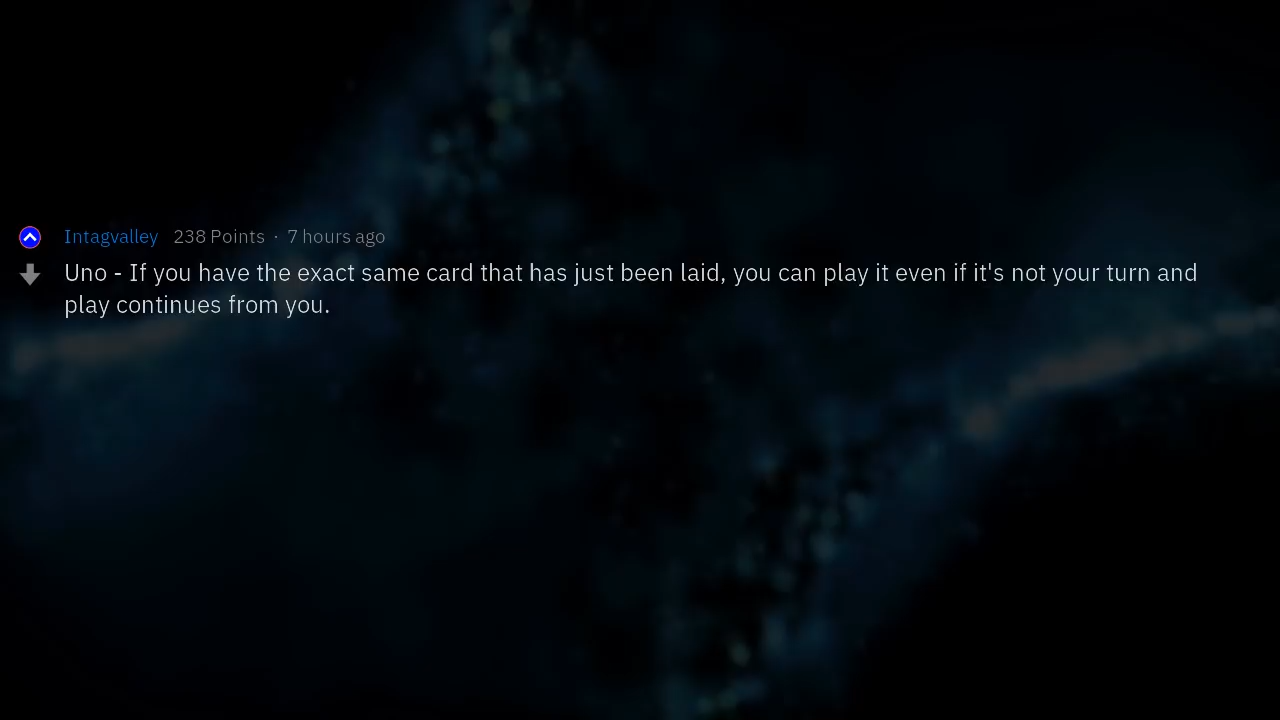 Intagvalley 238 Points · 7 hours ago
Uno - If you have the exact same card that has just been laid, you can play it even if it's not your turn and
play continues from you.